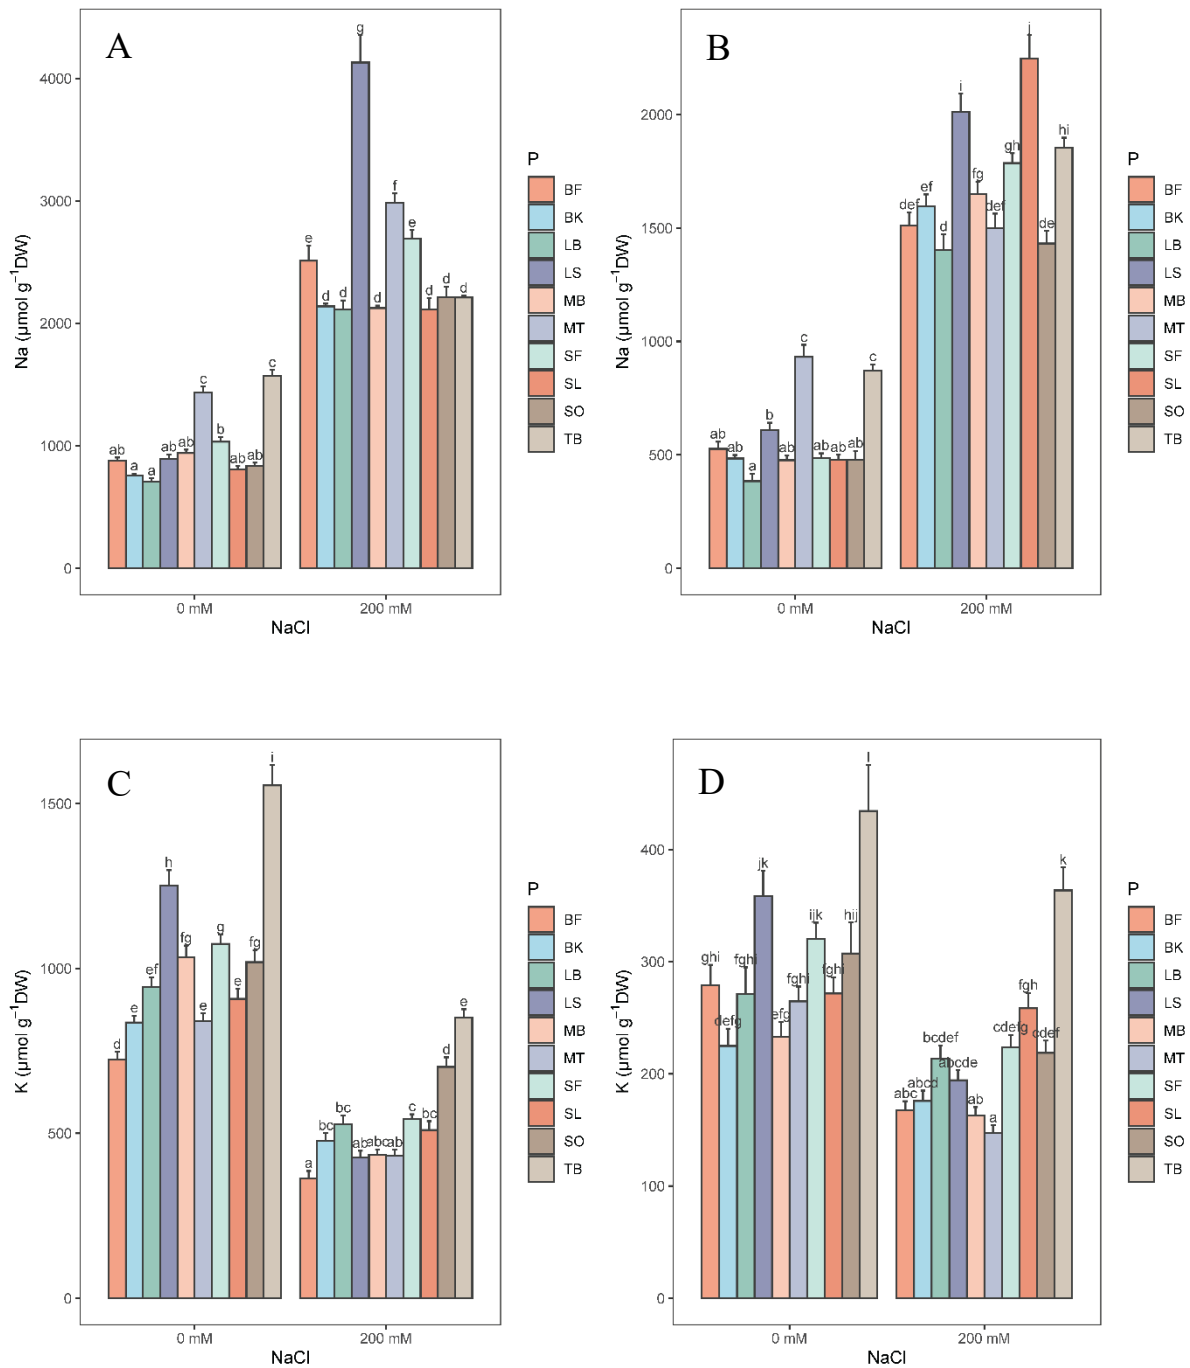 A
Na (µmol g⁻¹DW)
4000
3000
2000
1000
0
ab
a
a
ab
ab
c
b
ab
ab
c
e
d
d
g
d
f
e
d
d
d
0 mM
200 mM
NaCl
P
BF
BK
LB
LS
MB
MT
SF
SL
SO
TB
B
Na (µmol g⁻¹DW)
2000
1500
1000
500
0
ab
ab
a
b
ab
c
ab
ab
ab
c
def
ef
d
i
fg
def
gh
j
de
hi
0 mM
200 mM
NaCl
P
BF
BK
LB
LS
MB
MT
SF
SL
SO
TB
C
K (µmol g⁻¹DW)
1500
1000
500
0
d
e
ef
h
fg
e
g
e
fg
i
a
bc
bc
ab
abc
ab
c
bc
d
e
0 mM
200 mM
NaCl
P
BF
BK
LB
LS
MB
MT
SF
SL
SO
TB
D
K (µmol g⁻¹DW)
400
300
200
100
0
ghi
defg
fghi
jk
efg
fghi
ijk
fghi
hij
l
abc
abcd
bcdef
abcde
ab
a
cdefg
fgh
cdef
k
0 mM
200 mM
NaCl
P
BF
BK
LB
LS
MB
MT
SF
SL
SO
TB